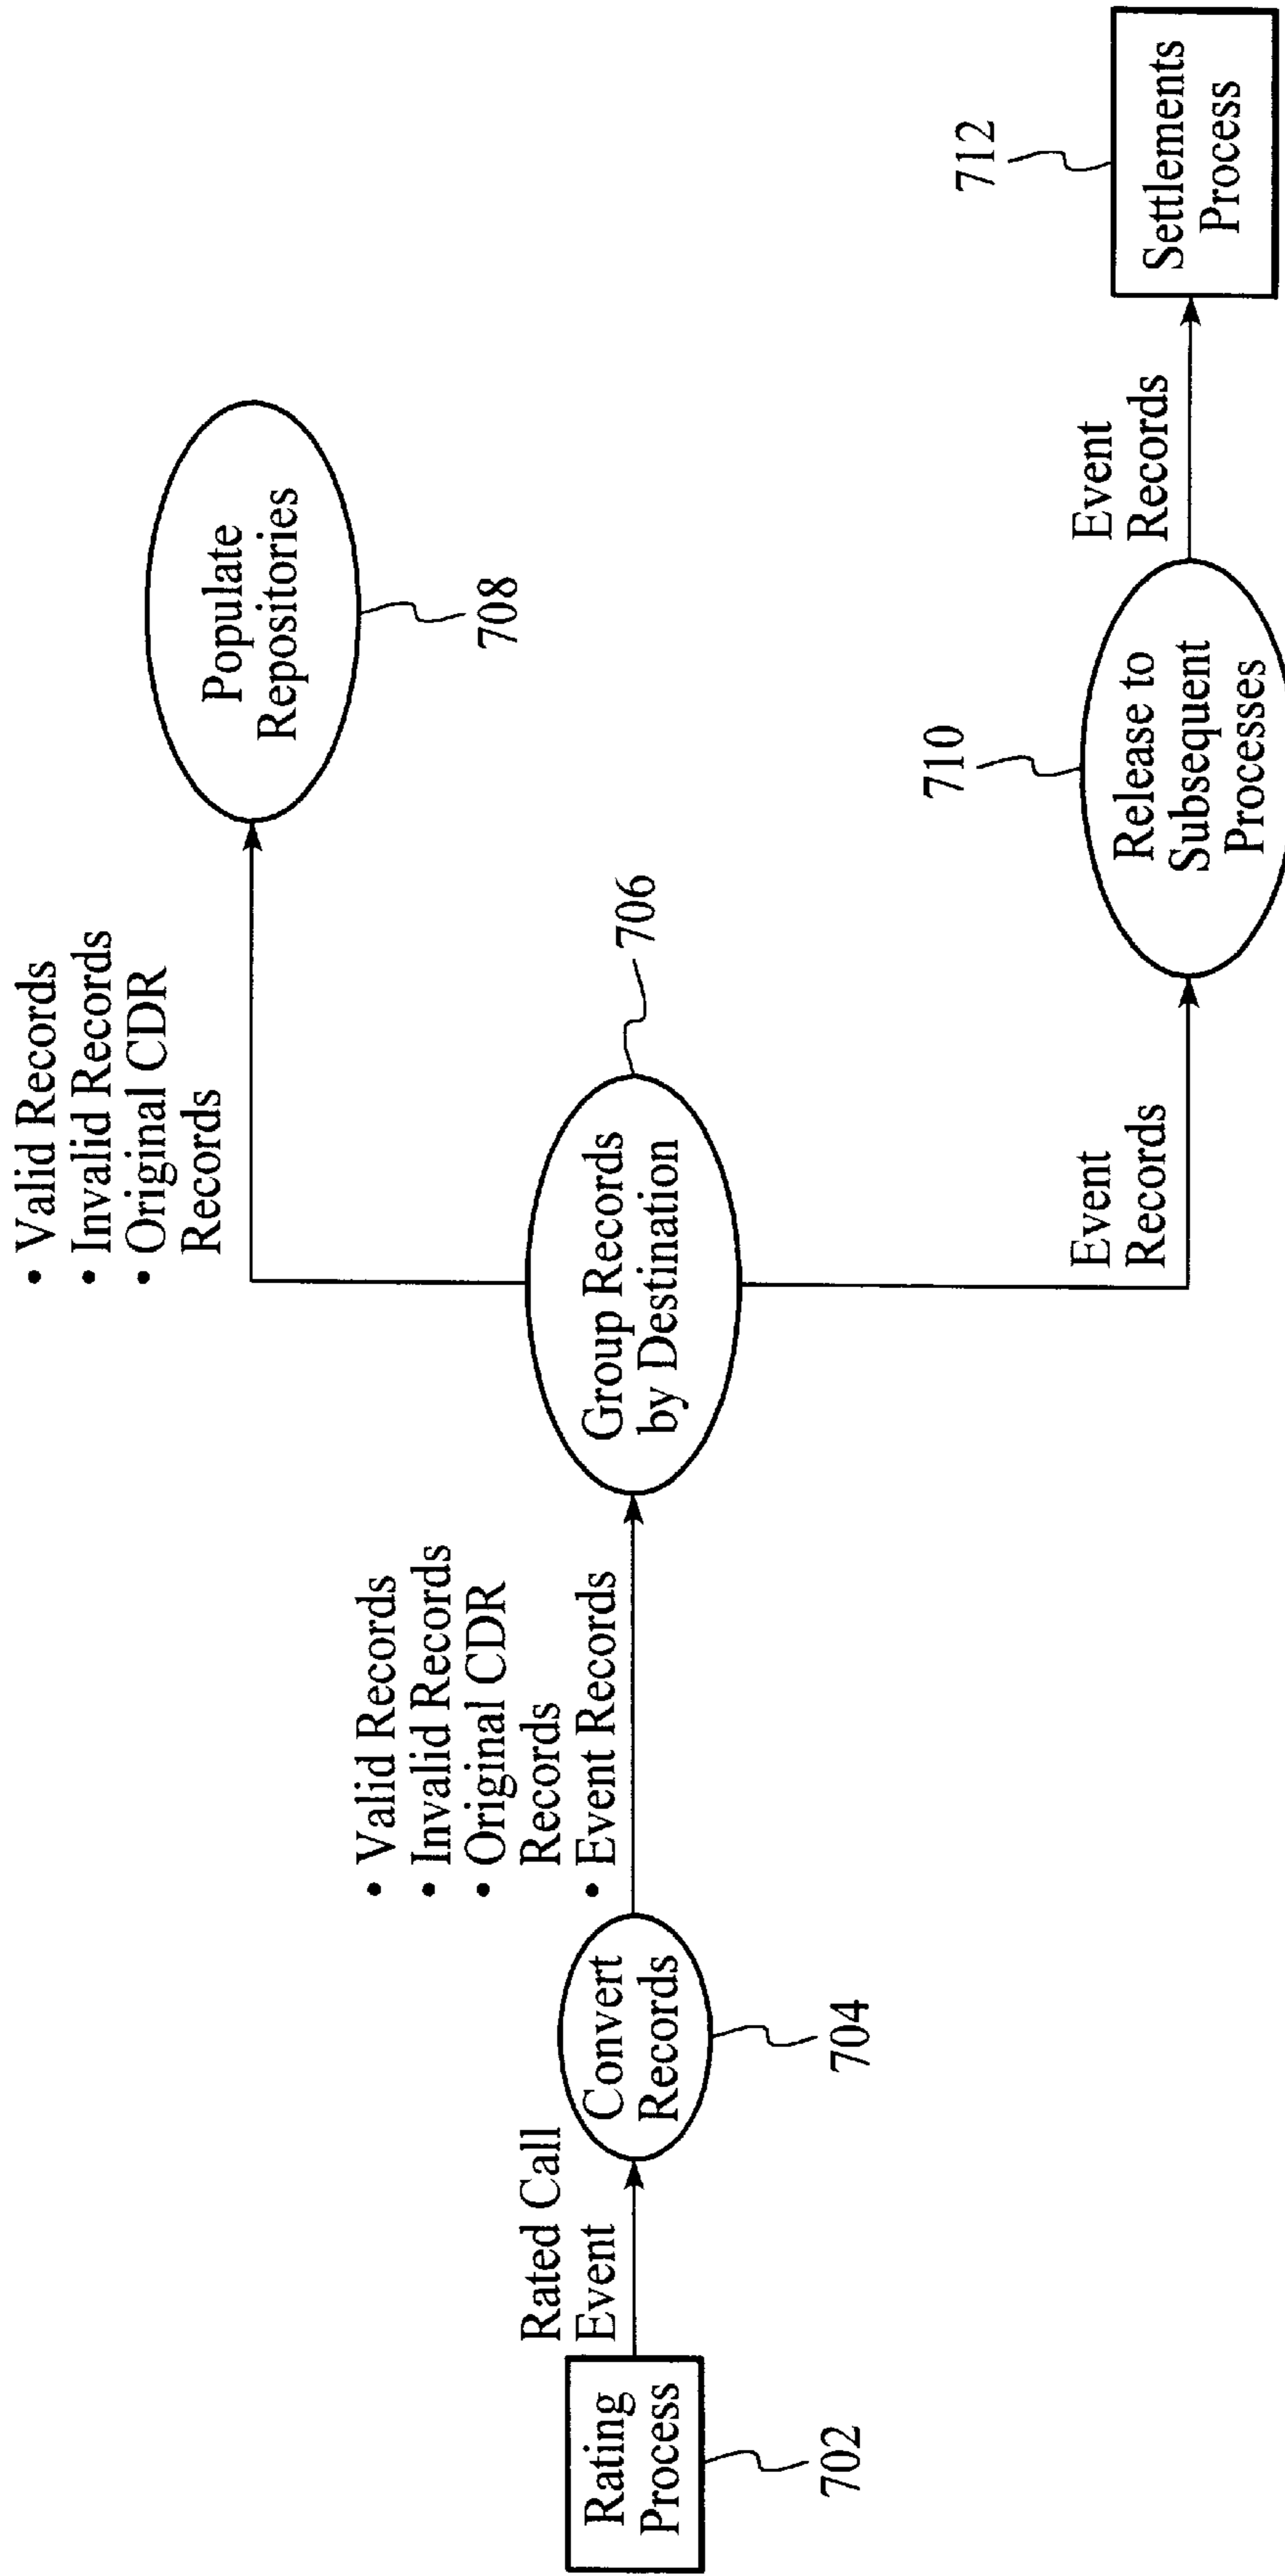 Rating
Process
702
Rated Call
Event
Convert
Records
704
• Valid Records
• Invalid Records
• Original CDR
Records
• Event Records
Group Records
by Destination
706
• Valid Records
• Invalid Records
• Original CDR
Records
Populate
Repositories
708
Event
Records
Release to
Subsequent
Processes
710
Event
Records
Settlements
Process
712